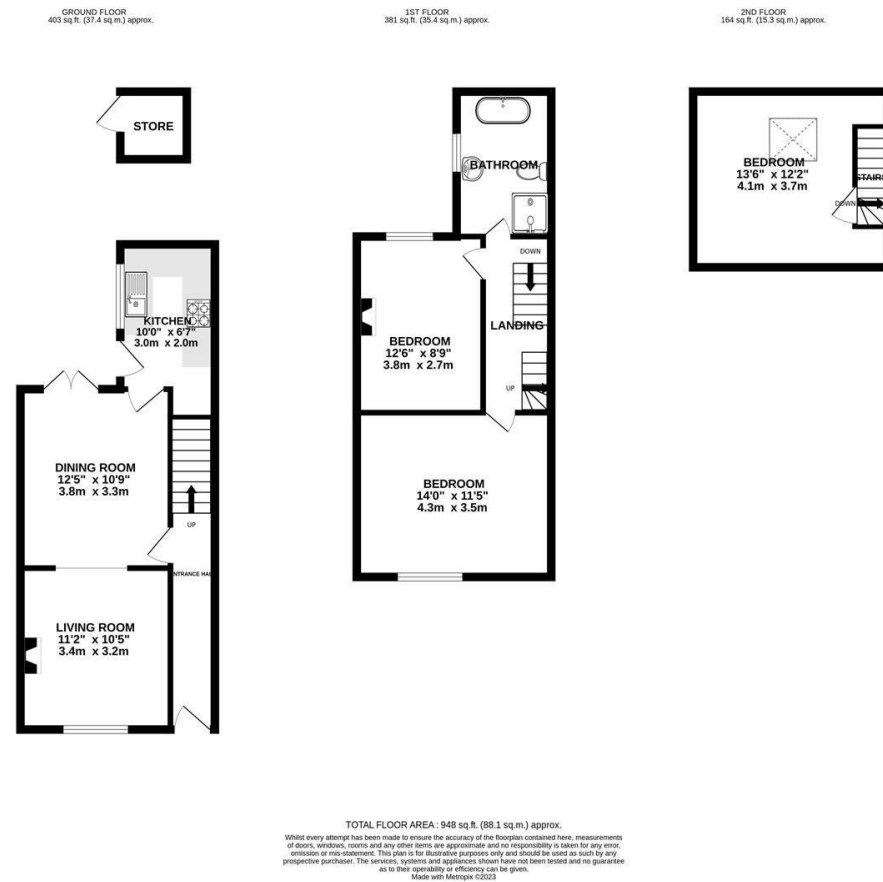 GROUND FLOOR
403 sq.ft. (37.4 sq.m.) approx.
1ST FLOOR
381 sq.ft. (35.4 sq.m.) approx.
2ND FLOOR
164 sq.ft. (15.3 sq.m.) approx.
STORE
KITCHEN
10'0" x 6'7"
3.0m x 2.0m
DINING ROOM
12'5" x 10'9"
3.8m x 3.3m
UP
NTRANCE HAL
LIVING ROOM
11'2" x 10'5"
3.4m x 3.2m
BATHROOM
DOWN
LANDING
BEDROOM
12'6" x 8'9"
3.8m x 2.7m
UP
BEDROOM
14'0" x 11'5"
4.3m x 3.5m
BEDROOM
13'6" x 12'2"
4.1m x 3.7m
STAIRS
DOWN
TOTAL FLOOR AREA : 948 sq.ft. (88.1 sq.m.) approx.
Whilst every attempt has been made to ensure the accuracy of the floorplan contained here, measurements
of doors, windows, rooms and any other items are approximate and no responsibility is taken for any error,
omission or mis-statement. This plan is for illustrative purposes only and should be used as such by any
prospective purchaser. The services, systems and appliances shown have not been tested and no guarantee
as to their operability or efficiency can be given.
Made with Metropix ©2023